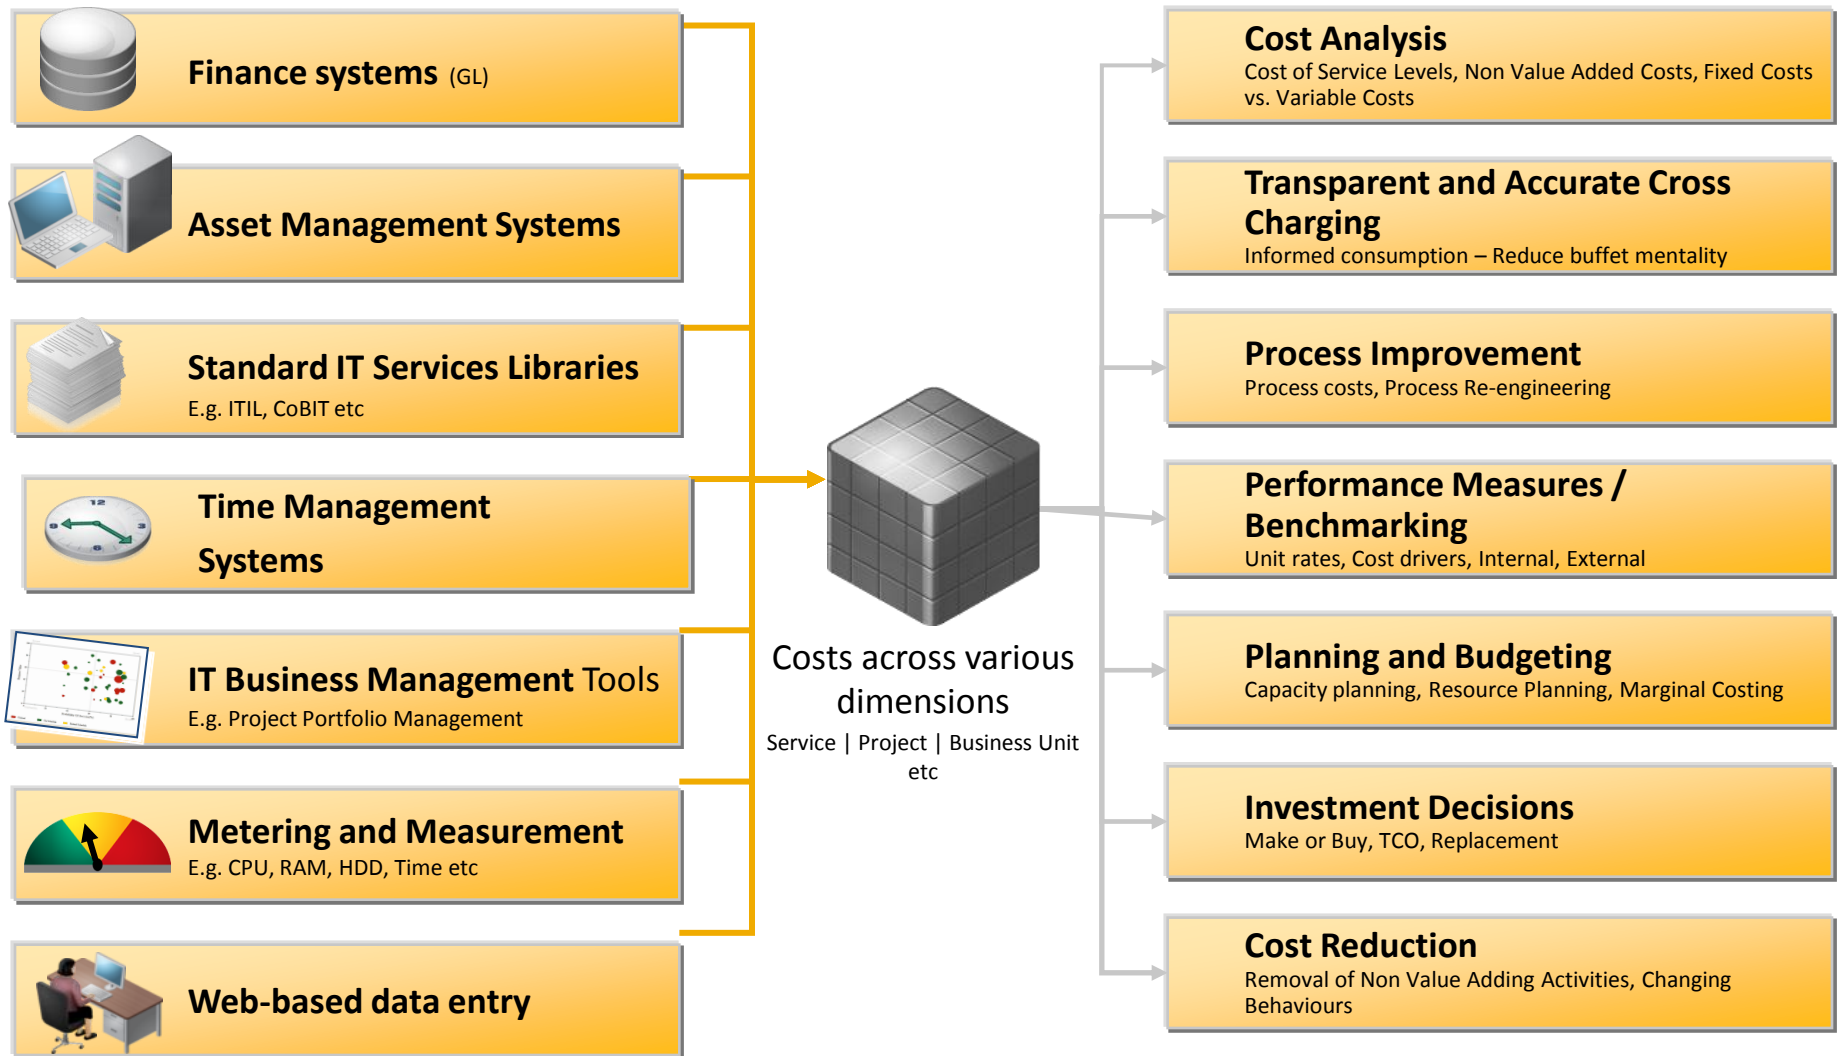 Finance systems (GL)
Asset Management Systems
Standard IT Services Libraries
E.g. ITIL, CoBIT etc
Time Management
Systems
IT Business Management Tools
E.g. Project Portfolio Management
Metering and Measurement
E.g. CPU, RAM, HDD, Time etc
Web-based data entry
Costs across various
dimensions
Service | Project | Business Unit
etc
Cost Analysis
Cost of Service Levels, Non Value Added Costs, Fixed Costs
vs. Variable Costs
Transparent and Accurate Cross
Charging
Informed consumption – Reduce buffet mentality
Process Improvement
Process costs, Process Re-engineering
Performance Measures /
Benchmarking
Unit rates, Cost drivers, Internal, External
Planning and Budgeting
Capacity planning, Resource Planning, Marginal Costing
Investment Decisions
Make or Buy, TCO, Replacement
Cost Reduction
Removal of Non Value Adding Activities, Changing
Behaviours
12
9
3
6